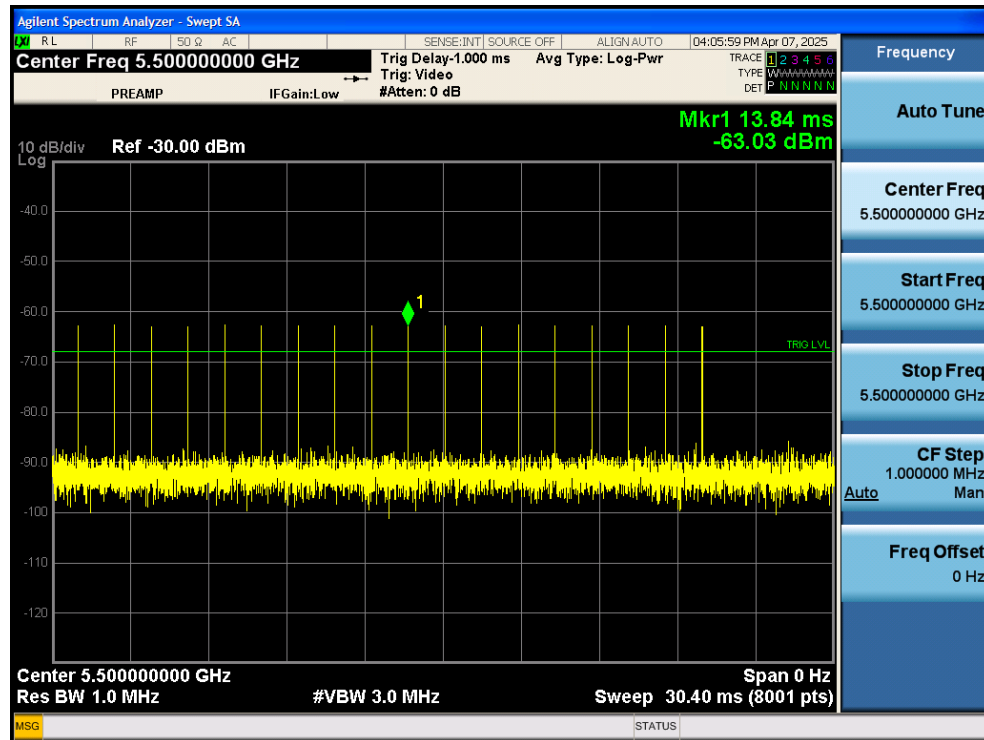 Agilent Spectrum Analyzer - Swept SA
LXI RL RF 50 Ω AC SENSE:INT SOURCE OFF ALIGNAUTO 04:05:59 PM Apr 07, 2025
Center Freq 5.500000000 GHz
PREAMP IFGain:Low
Trig Delay-1.000 ms
Trig: Video
#Atten: 0 dB
Avg Type: Log-Pwr
TRACE 1 2 3 4 5 6
TYPE WWWWWW
DET P N N N N N
Mkr1 13.84 ms
-63.03 dBm
10 dB/div Ref -30.00 dBm
Log
-40.0
-50.0
1
-60.0
TRIG LVL
-70.0
-80.0
-90.0
-100
-110
-120
Center 5.500000000 GHz Span 0 Hz
Res BW 1.0 MHz #VBW 3.0 MHz Sweep 30.40 ms (8001 pts)
MSG STATUS
Frequency
Auto Tune
Center Freq
5.500000000 GHz
Start Freq
5.500000000 GHz
Stop Freq
5.500000000 GHz
CF Step
1.000000 MHz
Auto Man
Freq Offset
0 Hz